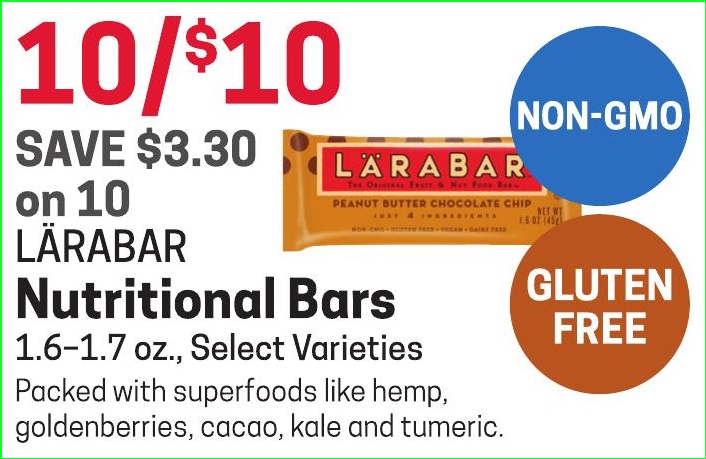 10/$10
SAVE $3.30
on 10
LÄRABAR
Nutritional Bars
1.6–1.7 oz., Select Varieties
Packed with superfoods like hemp,
goldenberries, cacao, kale and tumeric.
LÄRABAR
The Original Fruit & Nut Food Bar
PEANUT BUTTER CHOCOLATE CHIP
JUST 4 INGREDIENTS
NON-GMO • GLUTEN FREE • VEGAN • DAIRY FREE
NET WT
1.6 OZ (45g)
NON-GMO
GLUTEN
FREE